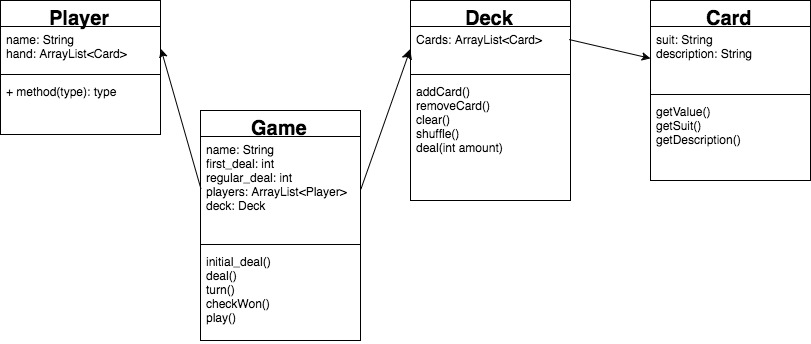 Player
name: String
hand: ArrayList<Card>
+ method(type): type
Game
name: String
first_deal: int
regular_deal: int
players: ArrayList<Player>
deck: Deck
initial_deal()
deal()
turn()
checkWon()
play()
Deck
Cards: ArrayList<Card>
addCard()
removeCard()
clear()
shuffle()
deal(int amount)
Card
suit: String
description: String
getValue()
getSuit()
getDescription()